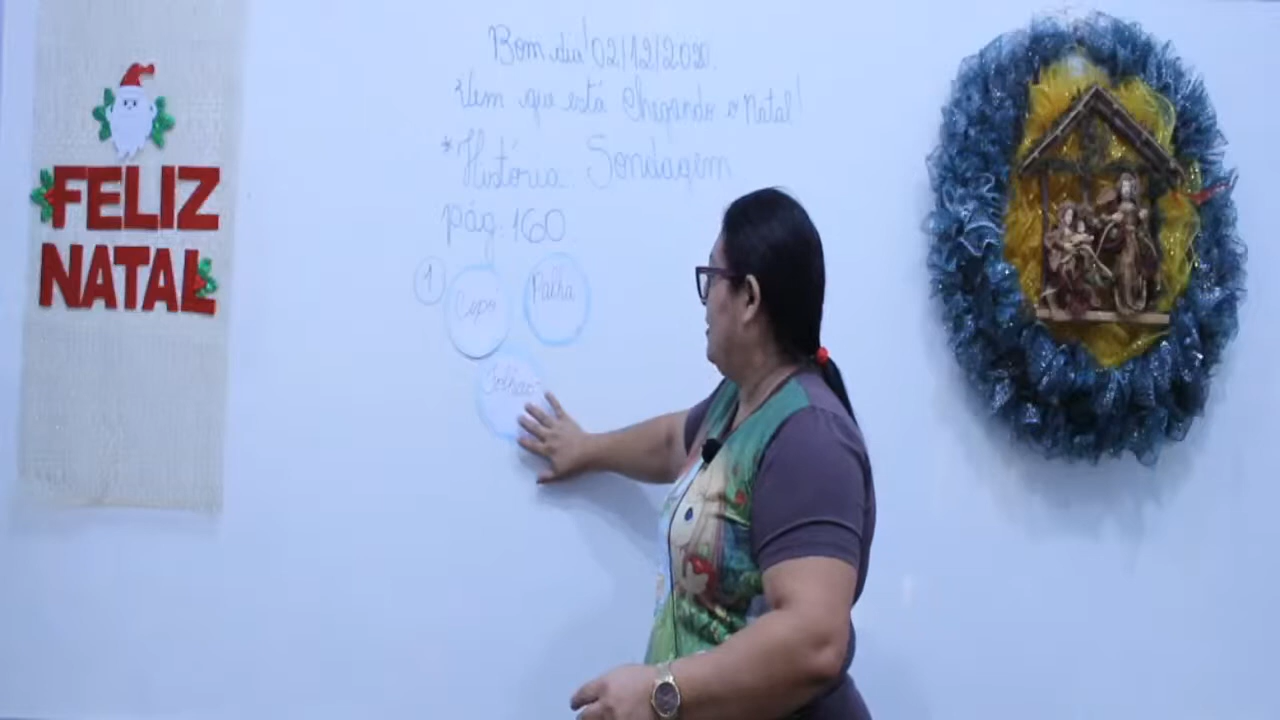 FELIZ
NATAL
Bom dia! 02/12/2020.
*Vem que está chegando o Natal!
*História: Sondagem
pág. 160
1 Copo Palha